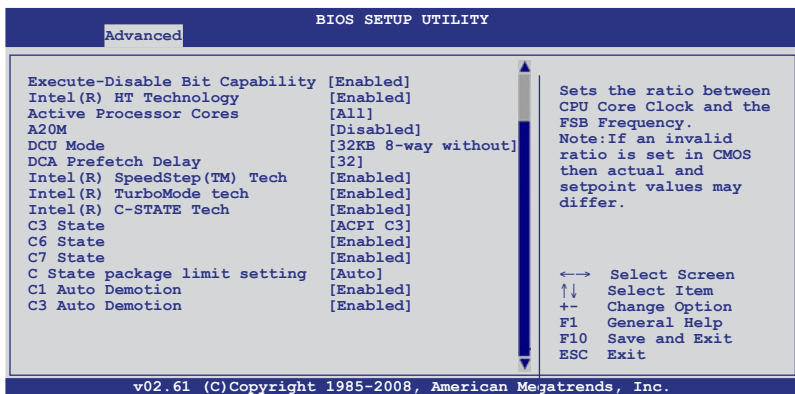 BIOS SETUP UTILITY
Advanced
Execute-Disable Bit Capability [Enabled]
Intel(R) HT Technology [Enabled]
Active Processor Cores [All]
A20M [Disabled]
DCU Mode [32KB 8-way without]
DCA Prefetch Delay [32]
Intel(R) SpeedStep(TM) Tech [Enabled]
Intel(R) TurboMode tech [Enabled]
Intel(R) C-STATE Tech [Enabled]
C3 State [ACPI C3]
C6 State [Enabled]
C7 State [Enabled]
C State package limit setting [Auto]
C1 Auto Demotion [Enabled]
C3 Auto Demotion [Enabled]
Sets the ratio between
CPU Core Clock and the
FSB Frequency.
Note:If an invalid
ratio is set in CMOS
then actual and
setpoint values may
differ.
←→ Select Screen
↑↓ Select Item
+- Change Option
F1 General Help
F10 Save and Exit
ESC Exit
v02.61 (C)Copyright 1985-2008, American Megatrends, Inc.